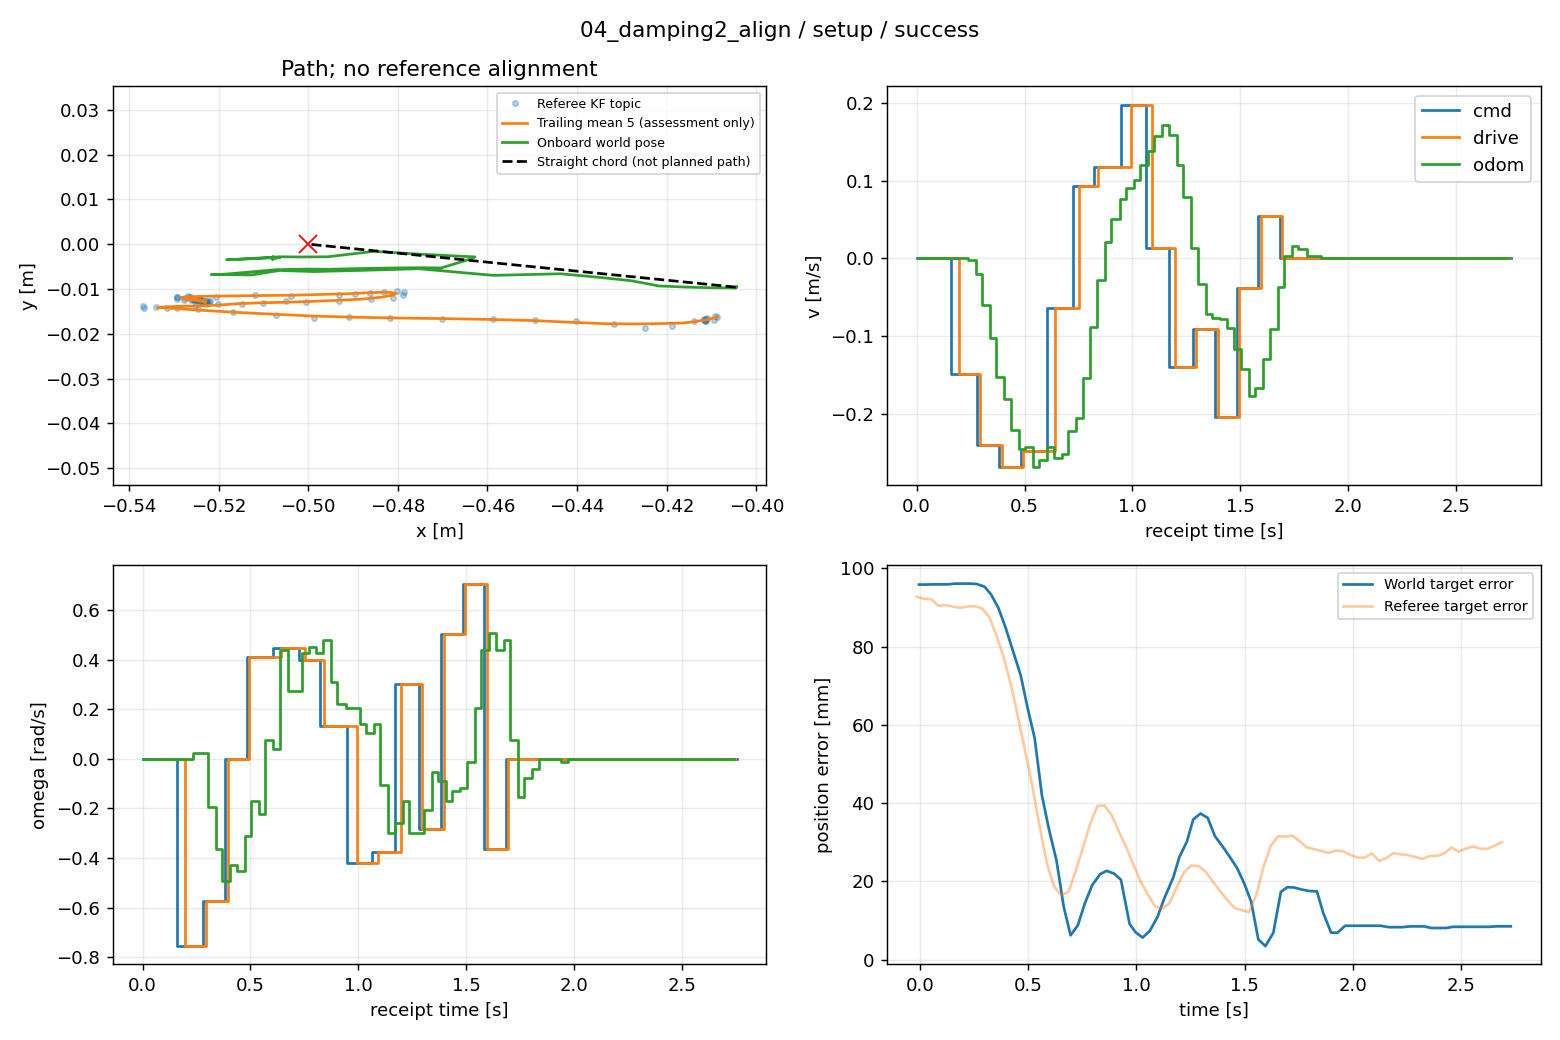 04_damping2_align / setup / success
Path; no reference alignment
0.03
0.02
0.01
0.00
−0.01
−0.02
−0.03
−0.04
−0.05
y [m]
−0.54
−0.52
−0.50
−0.48
−0.46
−0.44
−0.42
−0.40
x [m]
Referee KF topic
Trailing mean 5 (assessment only)
Onboard world pose
Straight chord (not planned path)
0.2
0.1
0.0
−0.1
−0.2
v [m/s]
0.0
0.5
1.0
1.5
2.0
2.5
receipt time [s]
cmd
drive
odom
0.6
0.4
0.2
0.0
−0.2
−0.4
−0.6
−0.8
omega [rad/s]
0.0
0.5
1.0
1.5
2.0
2.5
receipt time [s]
100
80
60
40
20
0
position error [mm]
0.0
0.5
1.0
1.5
2.0
2.5
time [s]
World target error
Referee target error